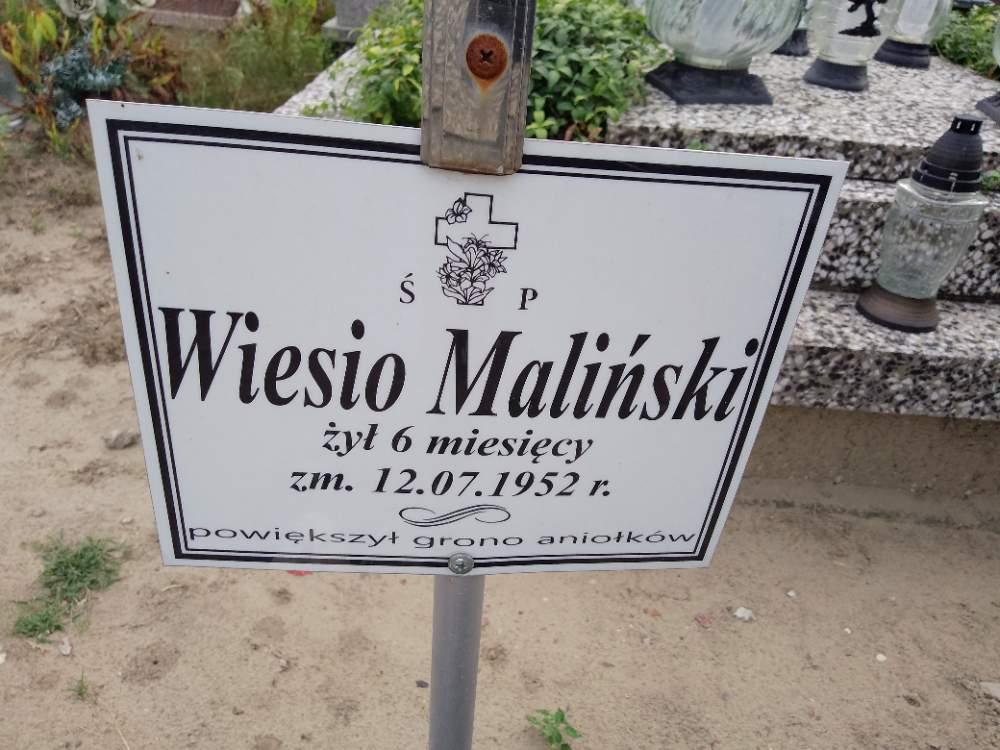 Ś P
Wiesio Maliński
żył 6 miesięcy
zm. 12.07.1952 r.
powiększył grono aniołków